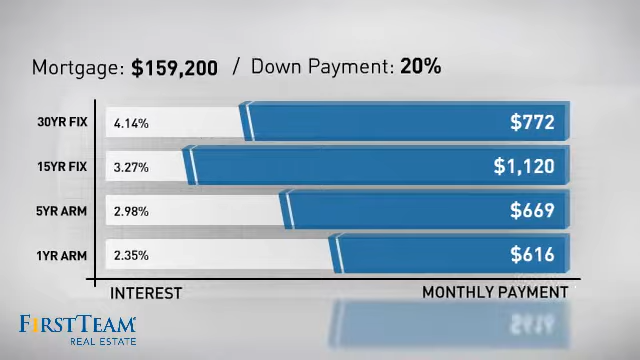 Mortgage: $159,200 / Down Payment: 20%
30YR FIX 4.14% $772
15YR FIX 3.27% $1,120
5YR ARM 2.98% $669
1YR ARM 2.35% $616
INTEREST MONTHLY PAYMENT
FIRSTTEAM®
REAL ESTATE